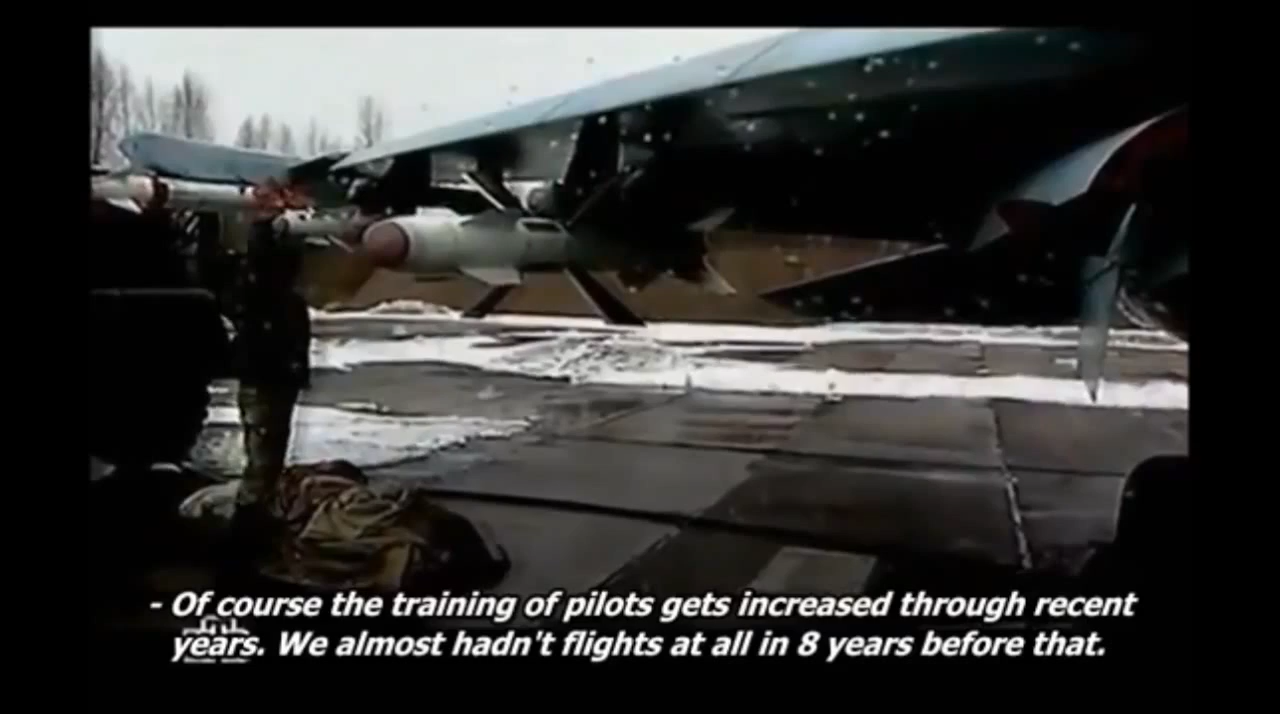 - Of course the training of pilots gets increased through recent
years. We almost hadn't flights at all in 8 years before that.